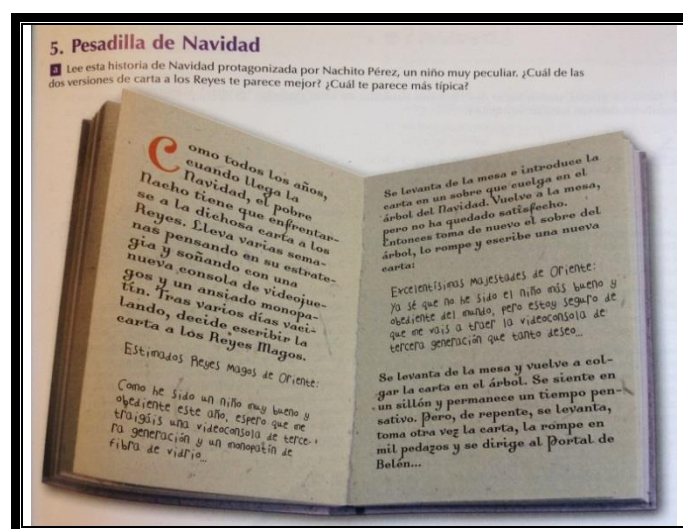 5. Pesadilla de Navidad
a Lee esta historia de Navidad protagonizada por Nachito Pérez, un niño muy peculiar. ¿Cuál de las
dos versiones de carta a los Reyes te parece mejor? ¿Cuál te parece más típica?
Como todos los años,
cuando llega la
Navidad, el pobre
Nacho tiene que enfrentar-
se a la dichosa carta a los
Reyes. Lleva varias sema-
nas pensando en su estrate-
gia y soñando con una
nueva consola de videojue-
gos y un ansiado monopa-
tín. Tras varios días vaci-
lando, decide escribir la
carta a los Reyes Magos.
Estimados Reyes Magos de Oriente:
Como he sido un niño muy bueno y
obediente este año, espero que me
traigáis una videoconsola de terce-
ra generación y un monopatín de
fibra de vidrio...
Se levanta de la mesa e introduce la
carta en un sobre que cuelga en el
árbol del Navidad. Vuelve a la mesa,
pero no ha quedado satisfecho.
Entonces toma de nuevo el sobre del
árbol, lo rompe y escribe una nueva
carta:
Excelentísimas Majestades de Oriente:
Ya sé que no he sido el niño más bueno y
obediente del mundo, pero estoy seguro de
que me vais a traer la videoconsola de
tercera generación que tanto deseo...
Se levanta de la mesa y vuelve a col-
gar la carta en el árbol. Se siente en
un sillón y permanece un tiempo pen-
sativo. Pero, de repente, se levanta,
toma otra vez la carta, la rompe en
mil pedazos y se dirige al Portal de
Belén...